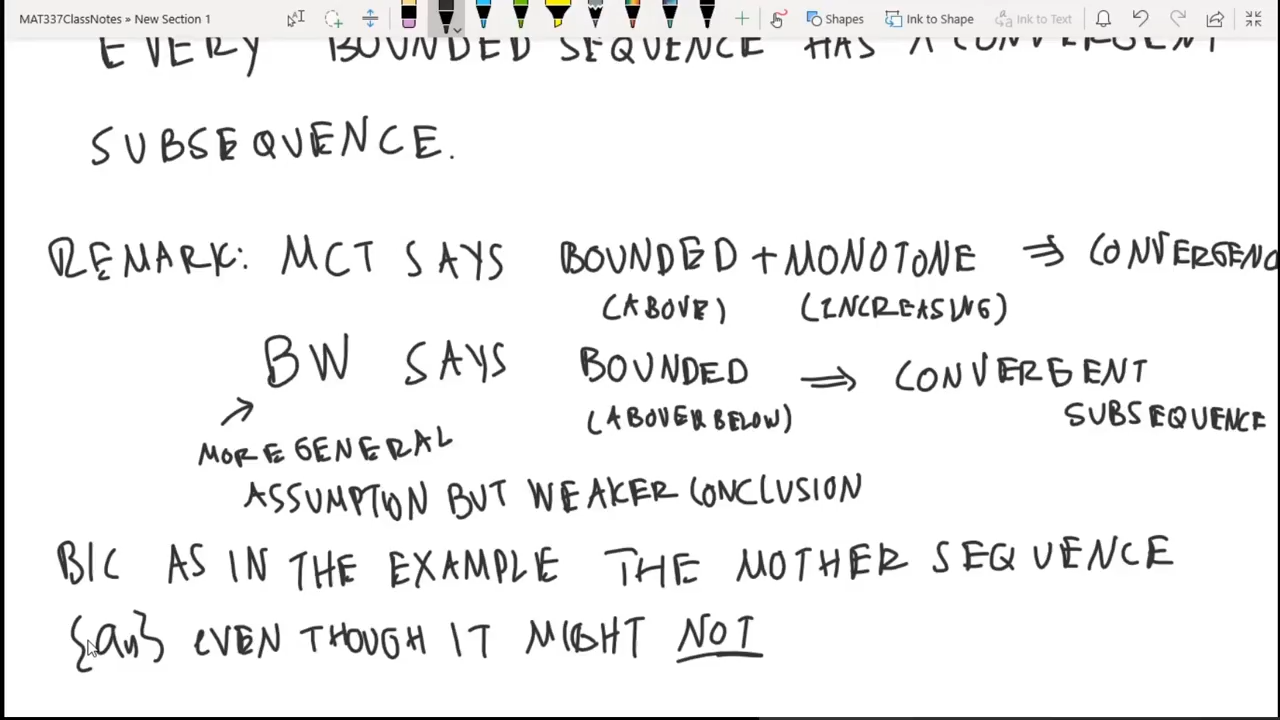 MAT337ClassNotes » New Section 1
Shapes
Ink to Shape
Ink to Text
EVERY BOUNDED SEQUENCE HAS A CONVERGENT
SUBSEQUENCE.
REMARK: MCT SAYS BOUNDED + MONOTONE ⇒ CONVERGENC
(ABOVE) (INCREASING)
BW SAYS BOUNDED ⇒ CONVERGENT
(ABOVER BELOW) SUBSEQUENCE
MORE GENERAL
ASSUMPTION BUT WEAKER CONCLUSION
B/C AS IN THE EXAMPLE THE MOTHER SEQUENCE
{an} EVEN THOUGH IT MIGHT NOT